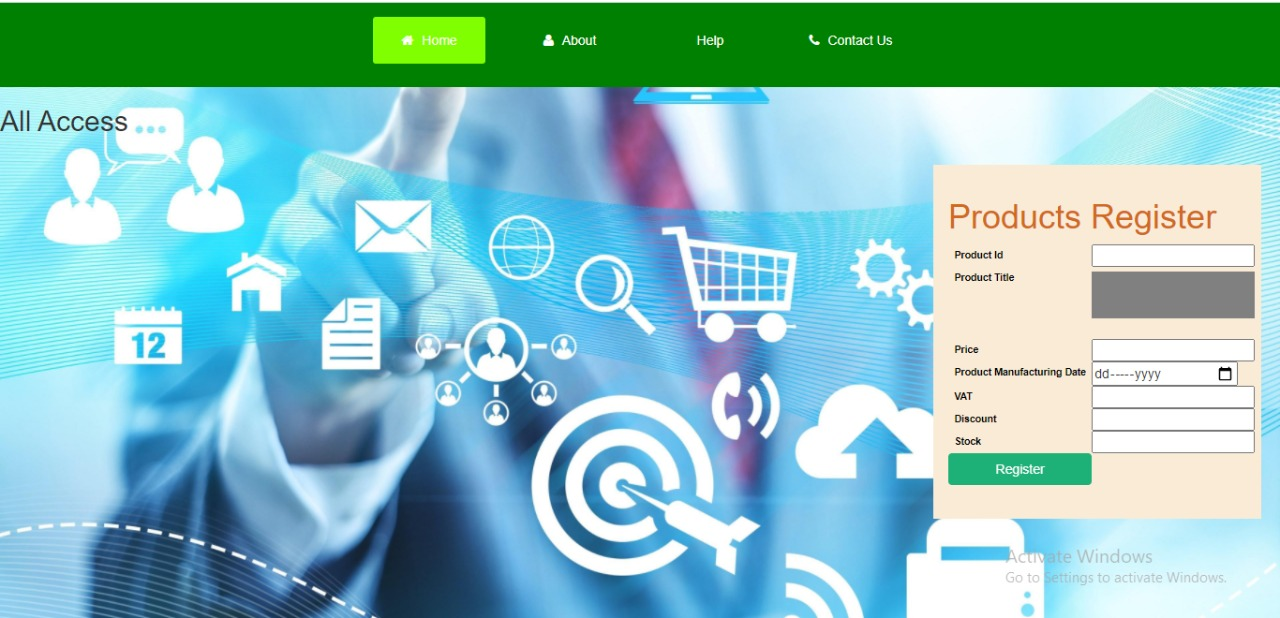 Home About Help Contact Us
All Access
12
Products Register
Product Id
Product Title
Price
Product Manufacturing Date dd-----yyyy
VAT
Discount
Stock
Register
Activate Windows
Go to Settings to activate Windows.